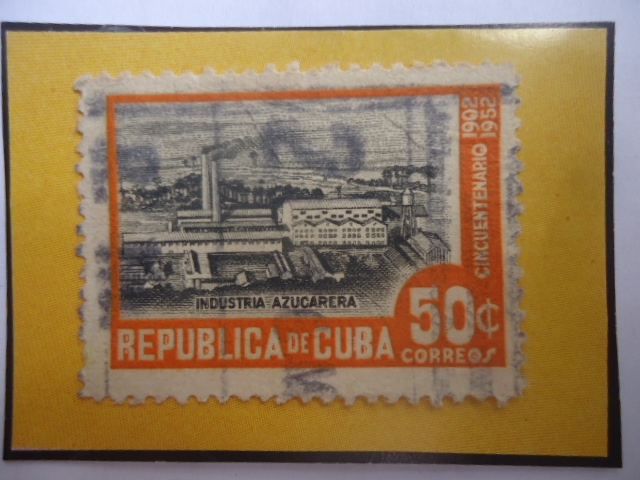 CINCUENTENARIO 1902 1952
INDUSTRIA AZUCARERA
50¢
REPUBLICA DE CUBA
CORREOS